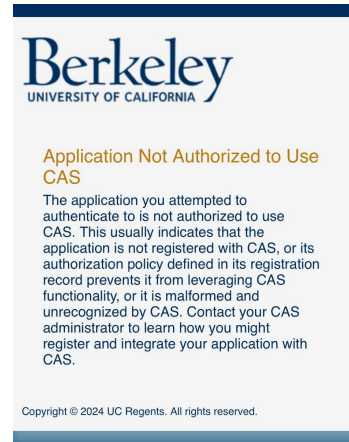 Berkeley
UNIVERSITY OF CALIFORNIA
Application Not Authorized to Use
CAS
The application you attempted to
authenticate to is not authorized to use
CAS. This usually indicates that the
application is not registered with CAS, or its
authorization policy defined in its registration
record prevents it from leveraging CAS
functionality, or it is malformed and
unrecognized by CAS. Contact your CAS
administrator to learn how you might
register and integrate your application with
CAS.
Copyright © 2024 UC Regents. All rights reserved.